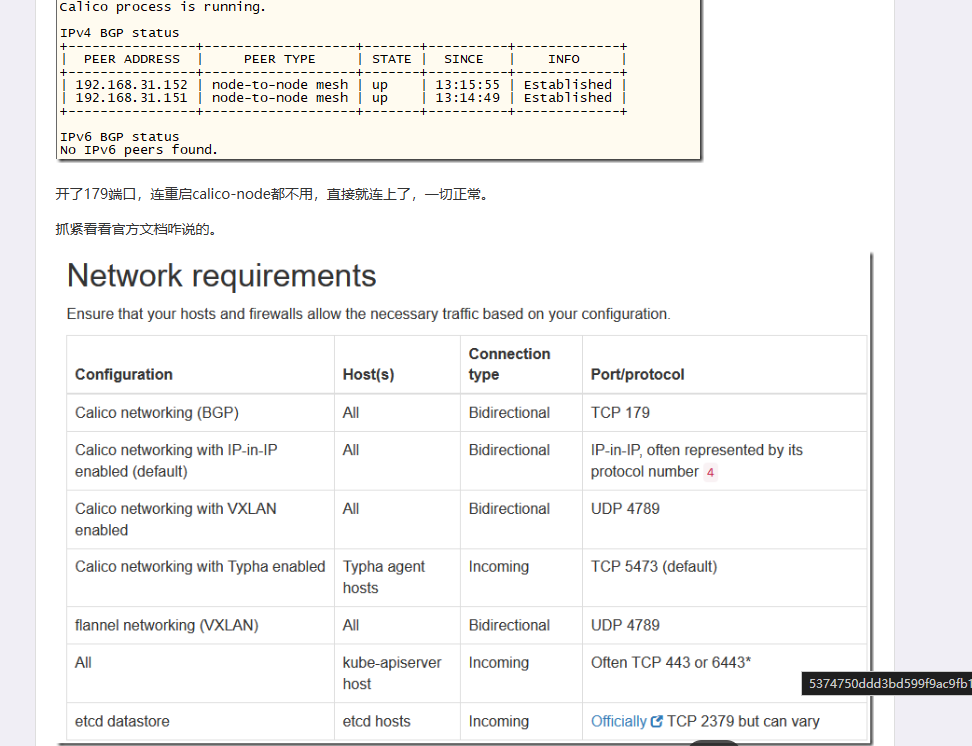 Calico process is running.
IPv4 BGP status
+---------------+-------------------+-------+----------+-------------+
| PEER ADDRESS | PEER TYPE | STATE | SINCE | INFO |
+---------------+-------------------+-------+----------+-------------+
| 192.168.31.152 | node-to-node mesh | up | 13:15:55 | Established |
| 192.168.31.151 | node-to-node mesh | up | 13:14:49 | Established |
+---------------+-------------------+-------+----------+-------------+
IPv6 BGP status
No IPv6 peers found.
开了179端口，连重启calico-node都不用，直接就连上了，一切正常。
抓紧看看官方文档咋说的。
Network requirements
Ensure that your hosts and firewalls allow the necessary traffic based on your configuration.
Configuration Host(s) Connection type Port/protocol
Calico networking (BGP) All Bidirectional TCP 179
Calico networking with IP-in-IP enabled (default) All Bidirectional IP-in-IP, often represented by its protocol number 4
Calico networking with VXLAN enabled All Bidirectional UDP 4789
Calico networking with Typha enabled Typha agent hosts Incoming TCP 5473 (default)
flannel networking (VXLAN) All Bidirectional UDP 4789
All kube-apiserver host Incoming Often TCP 443 or 6443*
etcd datastore etcd hosts Incoming Officially TCP 2379 but can vary
5374750ddd3bd599f9ac9fb1